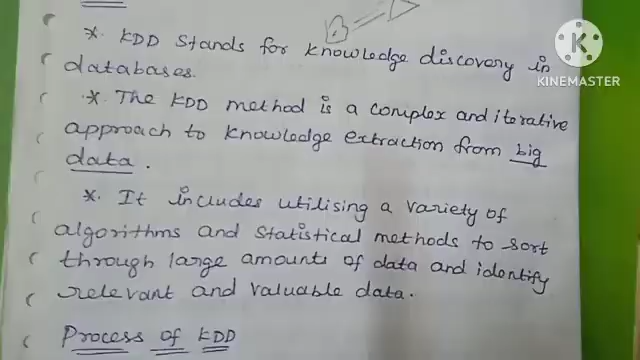 * KDD stands for knowledge discovery in
databases.
* The KDD method is a complex and iterative
approach to knowledge extraction from big
data.
* It includes utilising a variety of
algorithms and statistical methods to sort
through large amounts of data and identify
relevant and valuable data.
Process of KDD
K
KINEMASTER